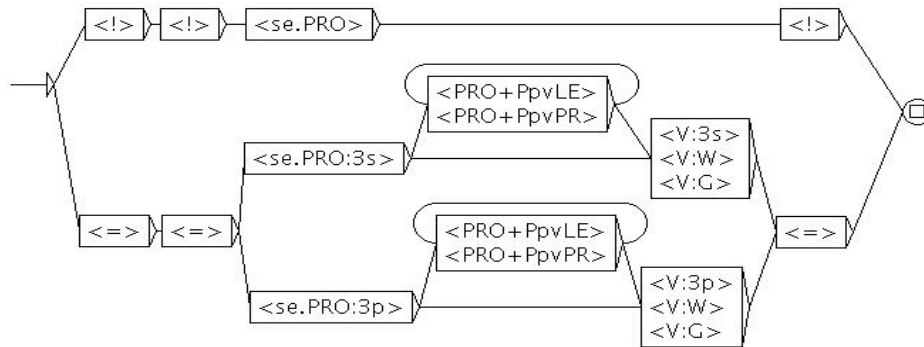 <!> <!> <se.PRO> <!>
<PRO+PpvLE>
<PRO+PpvPR>
<se.PRO:3s>
<V:3s>
<V:W>
<V:G>
<=> <=> <=>
<PRO+PpvLE>
<PRO+PpvPR>
<se.PRO:3p>
<V:3p>
<V:W>
<V:G>